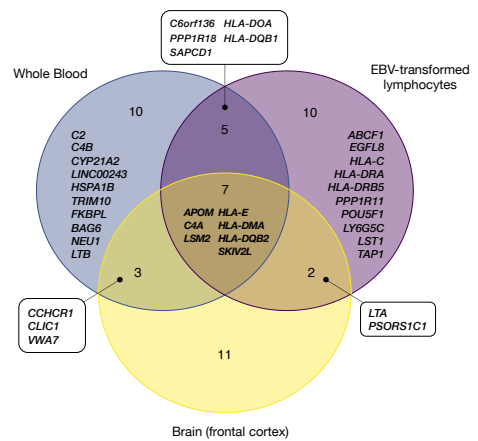 C6orf136 HLA-DOA
PPP1R18 HLA-DQB1
SAPCD1
Whole Blood
EBV-transformed
lymphocytes
10
10
5
C2
C4B
CYP21A2
LINC00243
HSPA1B
TRIM10
FKBPL
BAG6
NEU1
LTB
ABCF1
EGFL8
HLA-C
HLA-DRA
HLA-DRB5
PPP1R11
POU5F1
LY6G5C
LST1
TAP1
7
APOM HLA-E
C4A HLA-DMA
LSM2 HLA-DQB2
SKIV2L
3
2
CCHCR1
CLIC1
VWA7
LTA
PSORS1C1
11
Brain (frontal cortex)